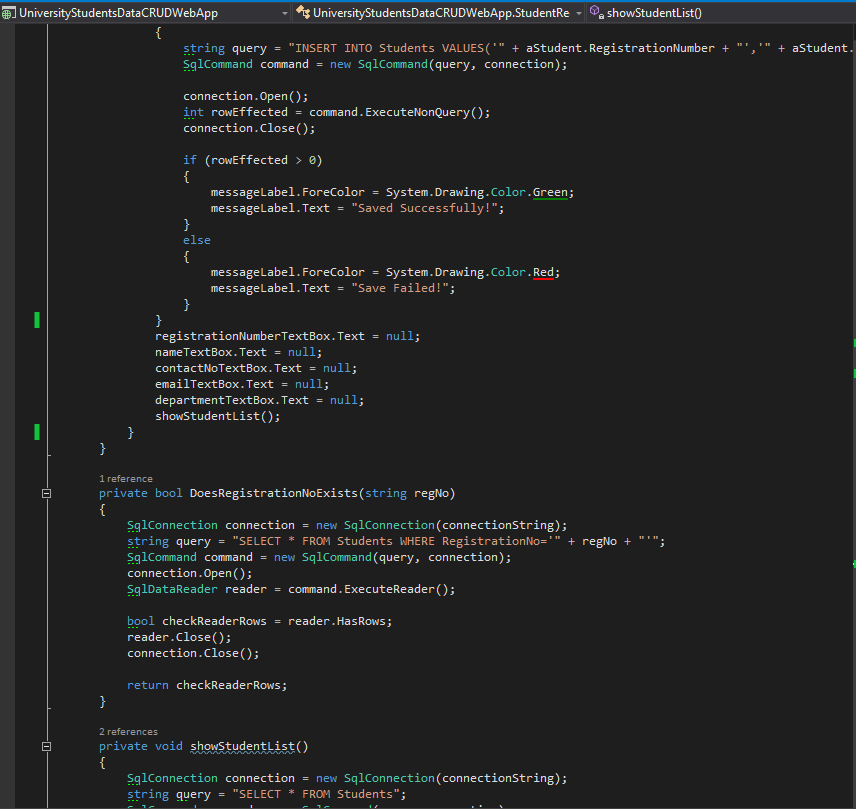 UniversityStudentsDataCRUDWebApp UniversityStudentsDataCRUDWebApp.StudentRe showStudentList()
{
string query = "INSERT INTO Students VALUES('" + aStudent.RegistrationNumber + "','" + aStudent.
SqlCommand command = new SqlCommand(query, connection);
connection.Open();
int rowEffected = command.ExecuteNonQuery();
connection.Close();
if (rowEffected > 0)
{
messageLabel.ForeColor = System.Drawing.Color.Green;
messageLabel.Text = "Saved Successfully!";
}
else
{
messageLabel.ForeColor = System.Drawing.Color.Red;
messageLabel.Text = "Save Failed!";
}
}
registrationNumberTextBox.Text = null;
nameTextBox.Text = null;
contactNoTextBox.Text = null;
emailTextBox.Text = null;
departmentTextBox.Text = null;
showStudentList();
}
}
1 reference
private bool DoesRegistrationNoExists(string regNo)
{
SqlConnection connection = new SqlConnection(connectionString);
string query = "SELECT * FROM Students WHERE RegistrationNo='" + regNo + "'";
SqlCommand command = new SqlCommand(query, connection);
connection.Open();
SqlDataReader reader = command.ExecuteReader();
bool checkReaderRows = reader.HasRows;
reader.Close();
connection.Close();
return checkReaderRows;
}
2 references
private void showStudentList()
{
SqlConnection connection = new SqlConnection(connectionString);
string query = "SELECT * FROM Students";